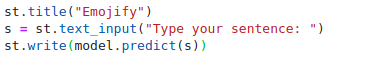 st.title("Emojify")
s = st.text_input("Type your sentence: ")
st.write(model.predict(s))